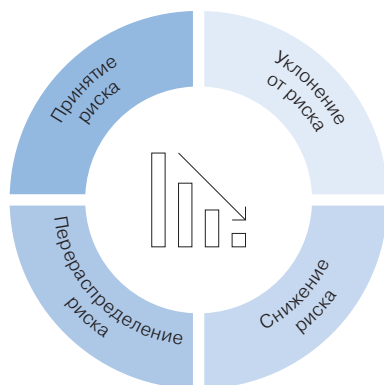 Принятие
риска
Уклонение
от риска
Перераспределение
риска
Снижение
риска